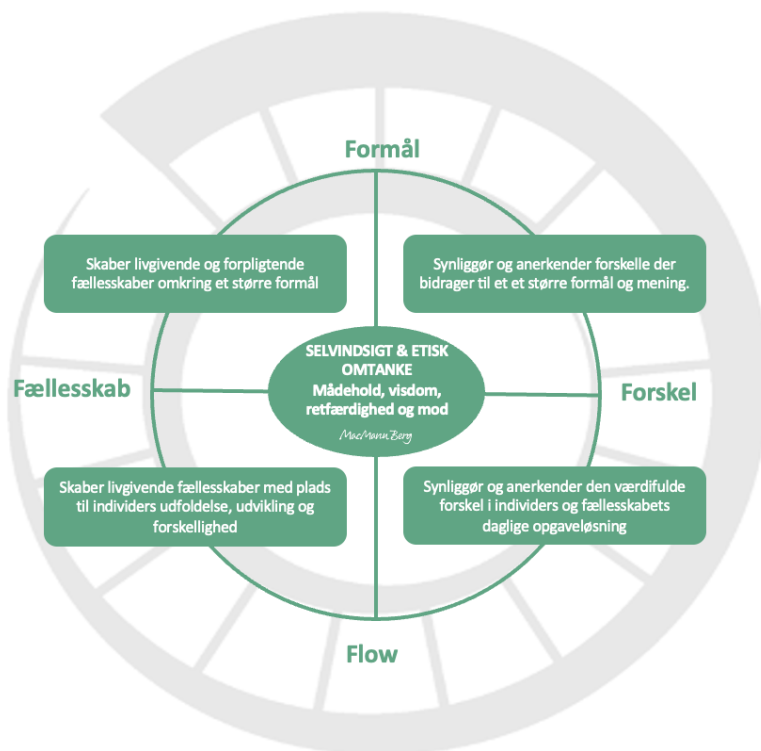 Formål
Skaber livgivende og forpligtende
fællesskaber omkring et større formål
Synliggør og anerkender forskelle der
bidrager til et et større formål og mening.
SELVINDSIGT & ETISK
OMTANKE
Mådehold, visdom,
retfærdighed og mod
MacMann Berg
Fællesskab
Forskel
Skaber livgivende fællesskaber med plads
til individers udfoldelse, udvikling og
forskellighed
Synliggør og anerkender den værdifulde
forskel i individers og fællesskabets
daglige opgaveløsning
Flow